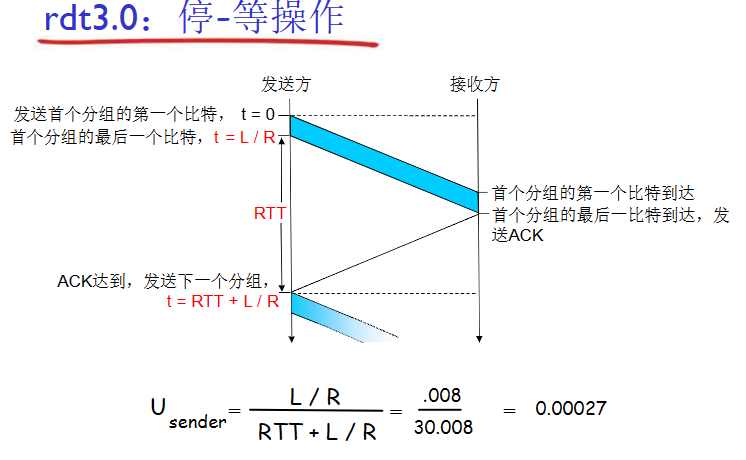 rdt3.0：停-等操作
发送方
接收方
发送首个分组的第一个比特， t = 0
首个分组的最后一个比特，t = L / R
首个分组的第一个比特到达
RTT
首个分组的最后一比特到达，发
送ACK
ACK达到，发送下一个分组，
t = RTT + L / R
U sender = L / R / RTT + L / R = .008 / 30.008 = 0.00027